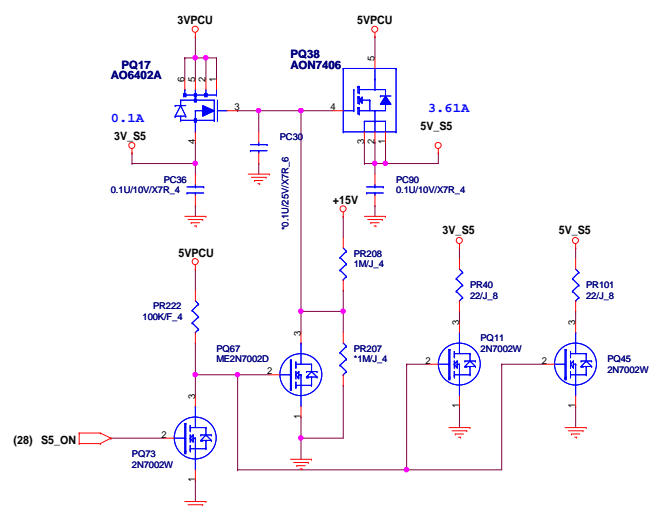 3VPCU
5VPCU
PQ17
AO6402A
PQ38
AON7406
6
5
2
1
5
3
4
0.1A
3.61A
4
3V_S5
3
2
1
5V_S5
PC30
*0.1U/25V/X7R_6
PC36
0.1U/10V/X7R_4
PC90
0.1U/10V/X7R_4
+15V
5VPCU
3V_S5
5V_S5
PR208
1M/J_4
PR40
22/J_8
PR101
22/J_8
PR222
100K/F_4
PQ67
ME2N7002D
3
PR207
*1M/J_4
3
PQ11
2N7002W
3
PQ45
2N7002W
2
2
2
3
1
1
1
(28) S5_ON
2
PQ73
2N7002W
1